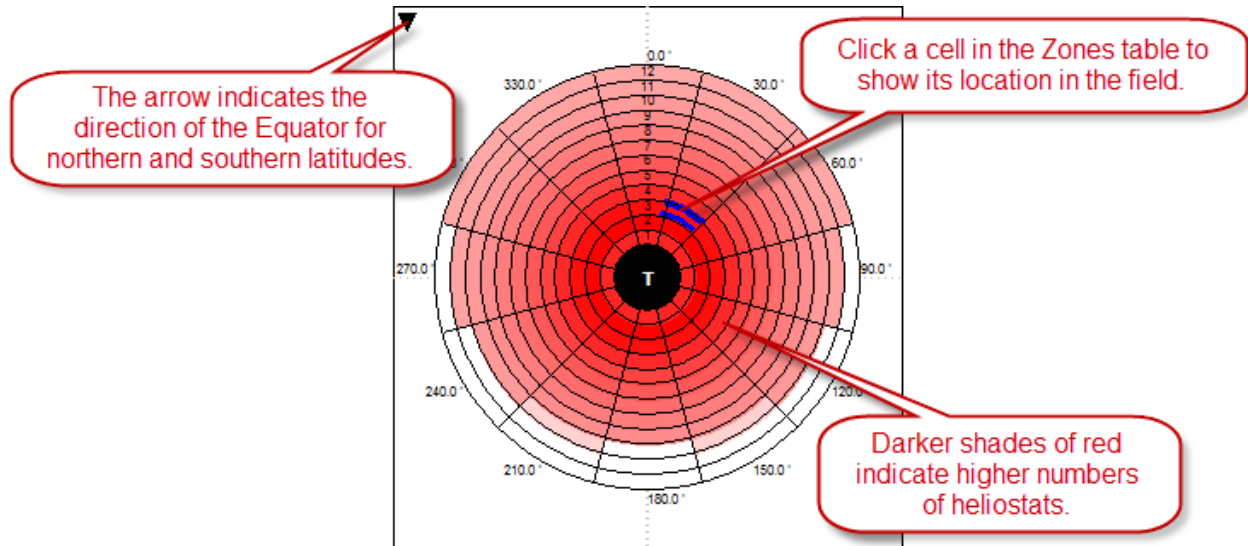 The arrow indicates the
direction of the Equator for
northern and southern latitudes.
Click a cell in the Zones table to
show its location in the field.
0.0 °
330.0 °
30.0 °
60.0 °
270.0 °
90.0 °
240.0 °
120.0 °
210.0 °
150.0 °
180.0 °
12
11
10
9
8
7
6
5
4
3
2
1
T
Darker shades of red
indicate higher numbers
of heliostats.